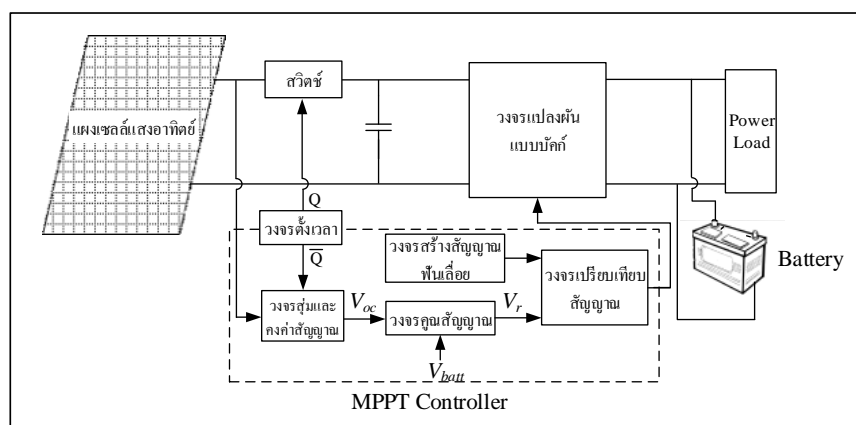 สวิตช์
แผงเซลล์แสงอาทิตย์
วงจรแปลงผัน
แบบบัคก์
Power
Load
Q
วงจรตั้งเวลา
Q̅
วงจรสร้างสัญญาณ
ฟันเลื่อย
วงจรเปรียบเทียบ
สัญญาณ
Battery
วงจรสุ่มและ
คงค่าสัญญาณ
Voc
วงจรคูณสัญญาณ
Vr
Vbatt
MPPT Controller